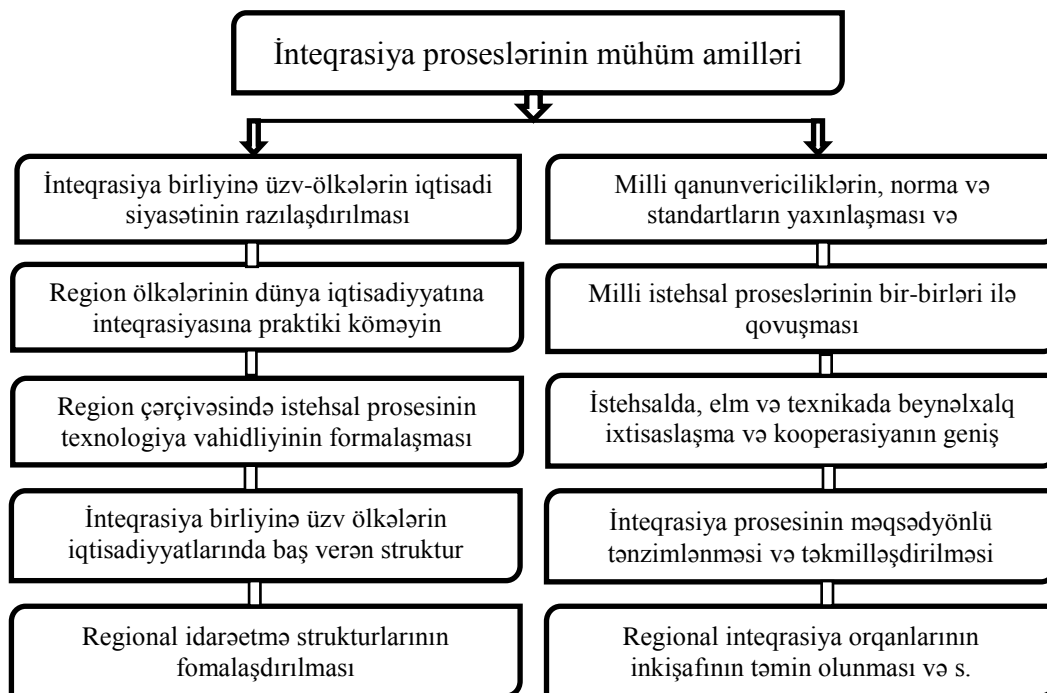 İnteqrasiya proseslərinin mühüm amilləri
İnteqrasiya birliyinə üzv-ölkələrin iqtisadi
siyasətinin razılaşdırılması
Region ölkələrinin dünya iqtisadiyyatına
inteqrasiyasına praktiki köməyin
Region çərçivəsində istehsal prosesinin
texnologiya vahidliyinin formalaşması
İnteqrasiya birliyinə üzv ölkələrin
iqtisadiyyatlarında baş verən struktur
Regional idarəetmə strukturlarının
fomalaşdırılması
Milli qanunvericiliklərin, norma və
standartların yaxınlaşması və
Milli istehsal proseslərinin bir-birləri ilə
qovuşması
İstehsalda, elm və texnikada beynəlxalq
ixtisaslaşma və kooperasiyanın geniş
İnteqrasiya prosesinin məqsədyönlü
tənzimlənməsi və təkmilləşdirilməsi
Regional inteqrasiya orqanlarının
inkişafının təmin olunması və s.